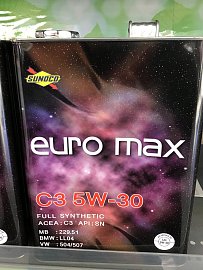 SUNOCO
euro max
C3 5W-30
FULL SYNTHETIC
ACEA : C3 API : SN
MB : 229.51
BMW : LL04
VW : 504/507